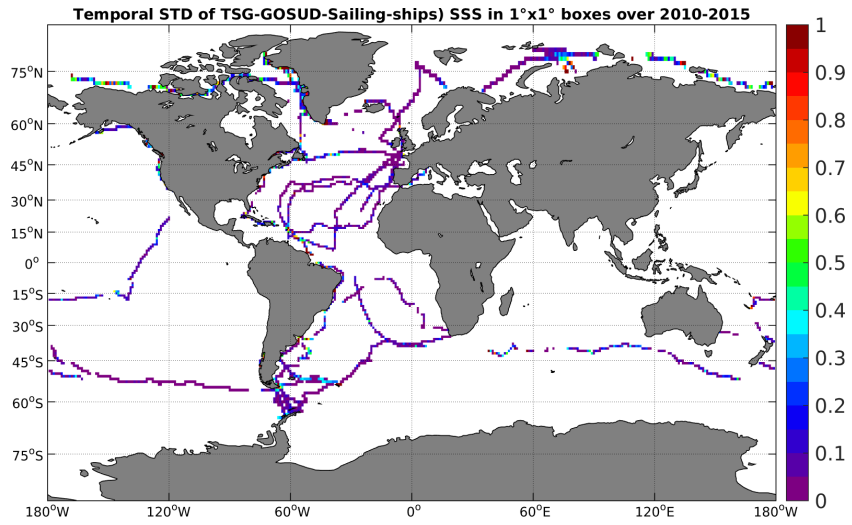 Temporal STD of TSG-GOSUD-Sailing-ships) SSS in 1°x1° boxes over 2010-2015
75°N
60°N
45°N
30°N
15°N
0°
15°S
30°S
45°S
60°S
75°S
180°W
120°W
60°W
0°
60°E
120°E
180°W
1
0.9
0.8
0.7
0.6
0.5
0.4
0.3
0.2
0.1
0